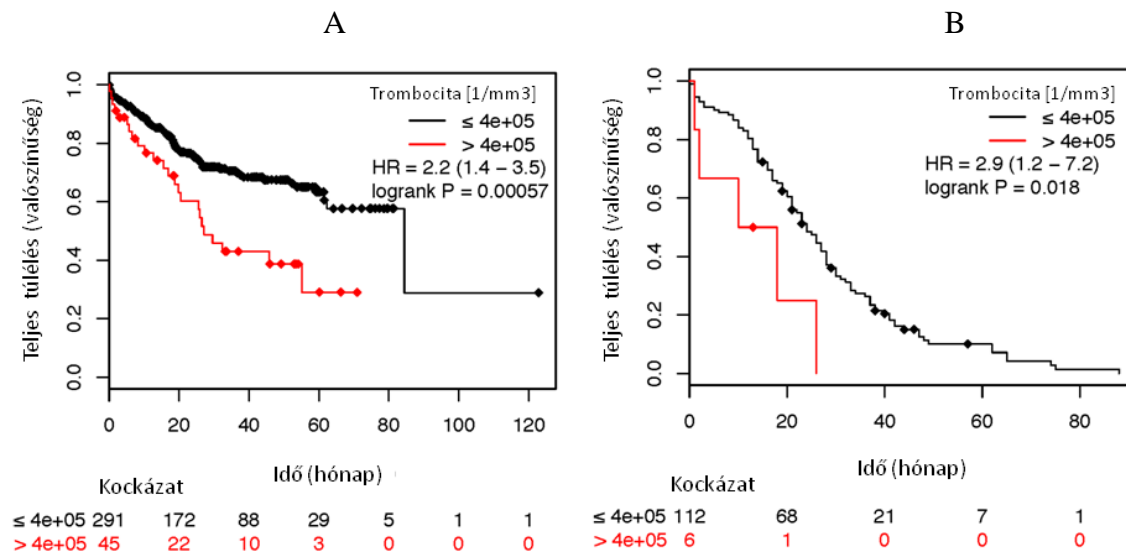 A
Teljes túlélés (valószínűség)
1.0
0.8
0.6
0.4
0.2
0.0
Trombocita [1/mm3]
≤ 4e+05
> 4e+05
HR = 2.2 (1.4 – 3.5)
logrank P = 0.00057
0 20 40 60 80 100 120
Idő (hónap)
Kockázat
≤ 4e+05 291 172 88 29 5 1 1
> 4e+05 45 22 10 3 0 0 0
B
Teljes túlélés (valószínűség)
1.0
0.8
0.6
0.4
0.2
0.0
Trombocita [1/mm3]
≤ 4e+05
> 4e+05
HR = 2.9 (1.2 – 7.2)
logrank P = 0.018
0 20 40 60 80
Idő (hónap)
Kockázat
≤ 4e+05 112 68 21 7 1
> 4e+05 6 1 0 0 0